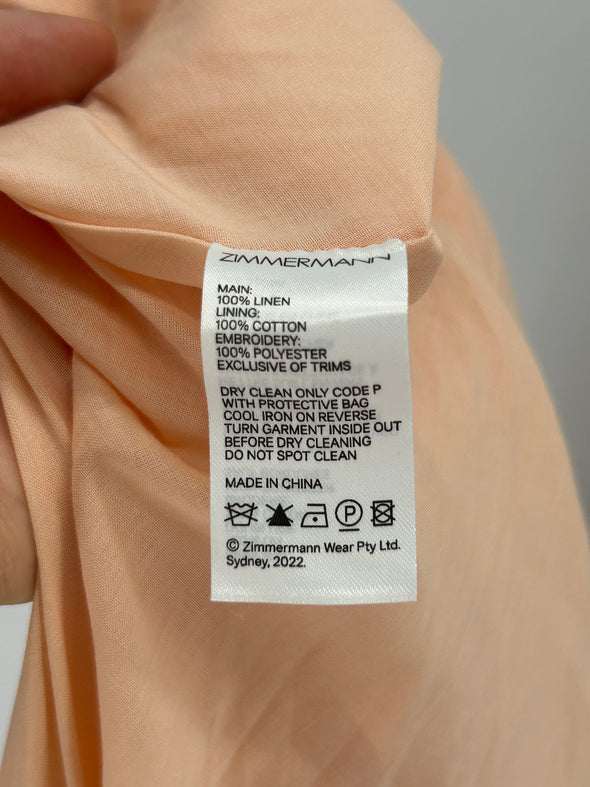 ZIMMERMANN
MAIN:
100% LINEN
LINING:
100% COTTON
EMBROIDERY:
100% POLYESTER
EXCLUSIVE OF TRIMS
DRY CLEAN ONLY CODE P
WITH PROTECTIVE BAG
COOL IRON ON REVERSE
TURN GARMENT INSIDE OUT
BEFORE DRY CLEANING
DO NOT SPOT CLEAN
MADE IN CHINA
P
© Zimmermann Wear Pty Ltd.
Sydney, 2022.